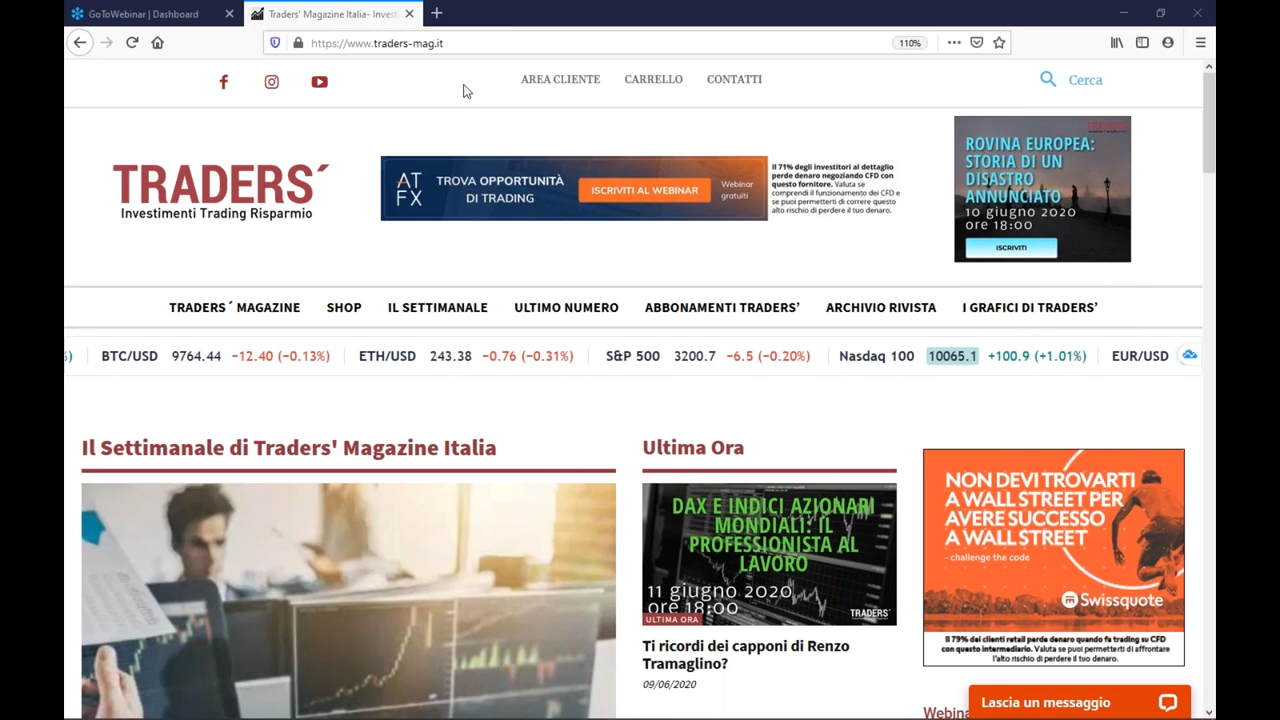 GoToWebinar | Dashboard
Traders' Magazine Italia- Inves
https://www.traders-mag.it
110%
AREA CLIENTE
CARRELLO
CONTATTI
Cerca
TRADERS´
Investimenti Trading Risparmio
AT
FX
TROVA OPPORTUNITÀ
DI TRADING
ISCRIVITI AL WEBINAR
Webinar
gratuiti
Il 71% degli investitori al dettaglio
perde denaro negoziando CFD con
questo fornitore. Valuta se
comprendi il funzionamento dei CFD e
se puoi permetterti di correre questo
alto rischio di perdere il tuo denaro.
ROVINA EUROPEA:
STORIA DI UN
DISASTRO
ANNUNCIATO
10 giugno 2020
ore 18:00
ISCRIVITI
TRADERS´ MAGAZINE
SHOP
IL SETTIMANALE
ULTIMO NUMERO
ABBONAMENTI TRADERS’
ARCHIVIO RIVISTA
I GRAFICI DI TRADERS’
%)
BTC/USD 9764.44 −12.40 (−0.13%)
ETH/USD 243.38 −0.76 (−0.31%)
S&P 500 3200.7 −6.5 (−0.20%)
Nasdaq 100 10065.1 +100.9 (+1.01%)
EUR/USD
Il Settimanale di Traders' Magazine Italia
Ultima Ora
DAX E INDICI AZIONARI
MONDIALI: IL
PROFESSIONISTA AL
LAVORO
11 giugno 2020
ore 18:00
TRADERS´
ULTIMA ORA
Ti ricordi dei capponi di Renzo
Tramaglino?
09/06/2020
NON DEVI TROVARTI
A WALL STREET PER
AVERE SUCCESSO
A WALL STREET
- challenge the code
Swissquote
Il 79% dei clienti retail perde denaro quando fa trading su CFD
con questo intermediario. Valuta se puoi permetterti di affrontare
l'alto rischio di perdere il tuo denaro.
Webina
Lascia un messaggio